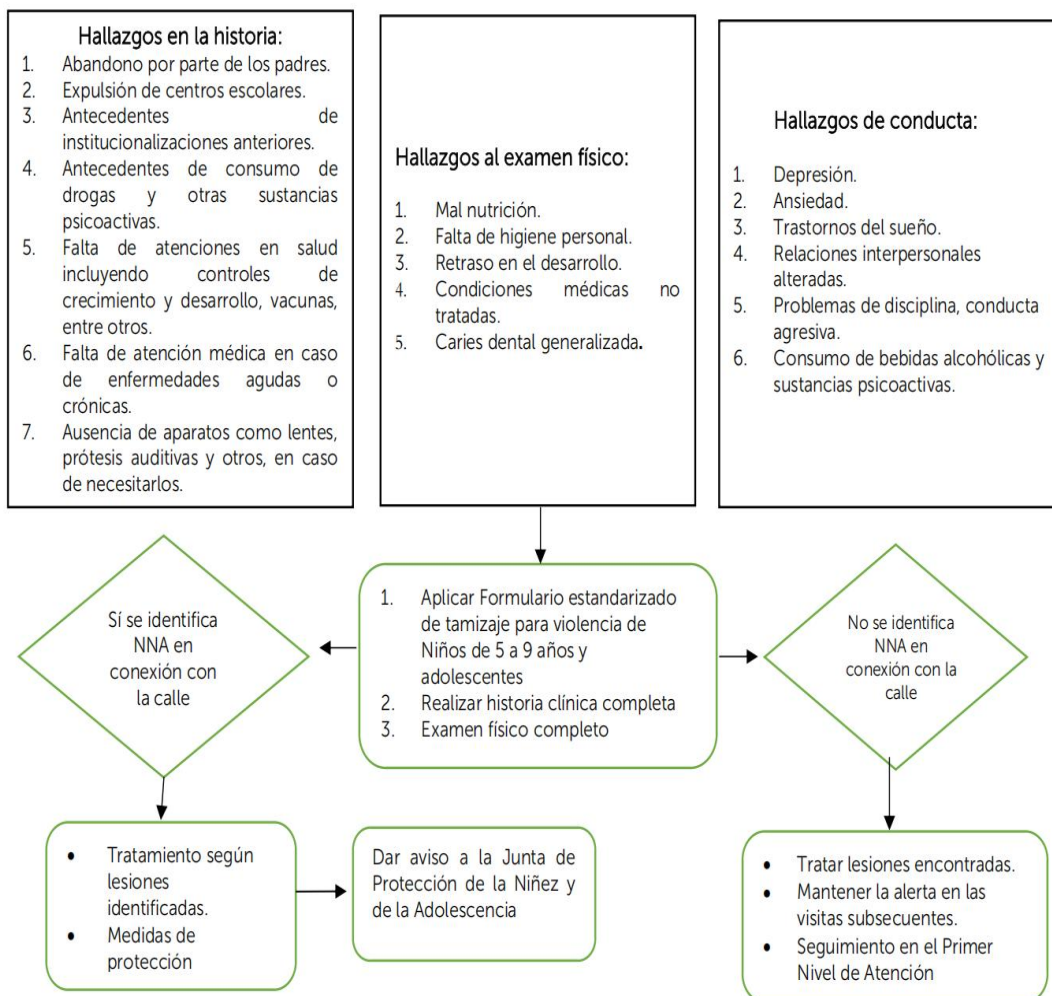 Hallazgos en la historia:
1. Abandono por parte de los padres.
2. Expulsión de centros escolares.
3. Antecedentes de
institucionalizaciones anteriores.
4. Antecedentes de consumo de
drogas y otras sustancias
psicoactivas.
5. Falta de atenciones en salud
incluyendo controles de
crecimiento y desarrollo, vacunas,
entre otros.
6. Falta de atención médica en caso
de enfermedades agudas o
crónicas.
7. Ausencia de aparatos como lentes,
prótesis auditivas y otros, en caso
de necesitarlos.
Hallazgos al examen físico:
1. Mal nutrición.
2. Falta de higiene personal.
3. Retraso en el desarrollo.
4. Condiciones médicas no
tratadas.
5. Caries dental generalizada.
Hallazgos de conducta:
1. Depresión.
2. Ansiedad.
3. Trastornos del sueño.
4. Relaciones interpersonales
alteradas.
5. Problemas de disciplina, conducta
agresiva.
6. Consumo de bebidas alcohólicas y
sustancias psicoactivas.
Sí se identifica
NNA en
conexión con
la calle
1. Aplicar Formulario estandarizado
de tamizaje para violencia de
Niños de 5 a 9 años y
adolescentes
2. Realizar historia clínica completa
3. Examen físico completo
No se identifica
NNA en
conexión con la
calle
• Tratamiento según
lesiones
identificadas.
• Medidas de
protección
Dar aviso a la Junta de
Protección de la Niñez y
de la Adolescencia
• Tratar lesiones encontradas.
• Mantener la alerta en las
visitas subsecuentes.
• Seguimiento en el Primer
Nivel de Atención